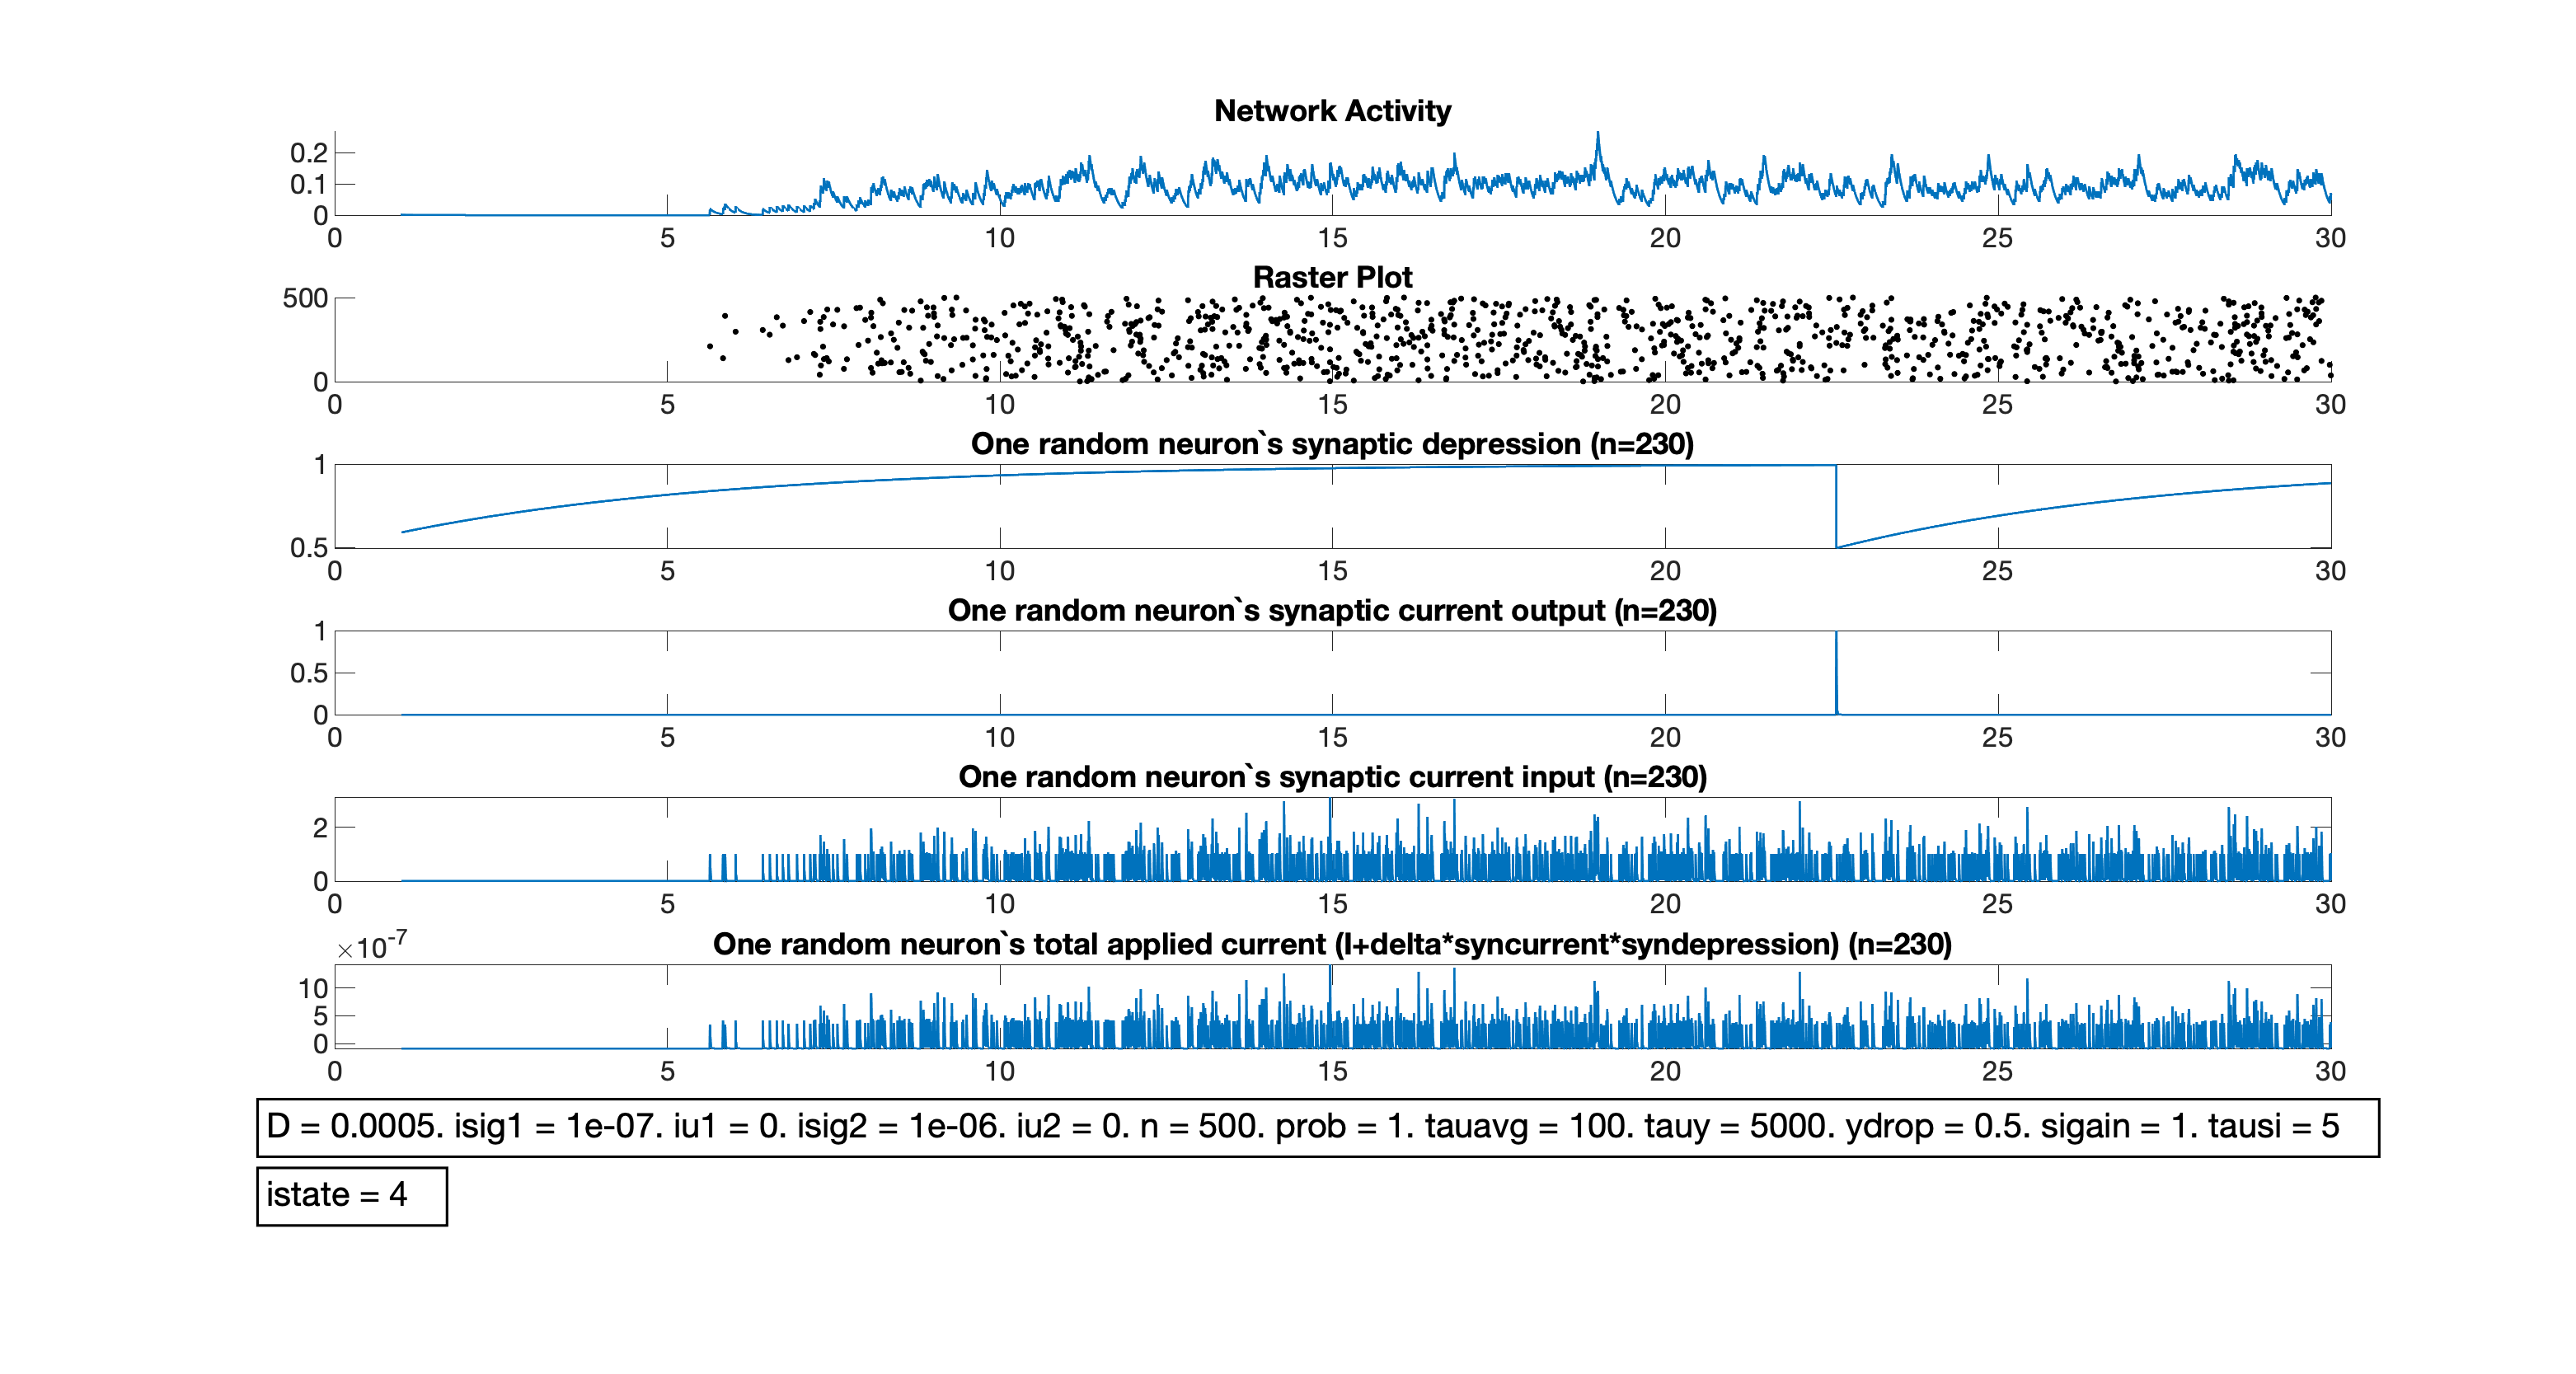 Network Activity
0.2
0.1
0
0 5 10 15 20 25 30
Raster Plot
500
0
0 5 10 15 20 25 30
One random neuron`s synaptic depression (n=230)
1
0.5
0 5 10 15 20 25 30
One random neuron`s synaptic current output (n=230)
1
0.5
0
0 5 10 15 20 25 30
One random neuron`s synaptic current input (n=230)
2
0
0 5 10 15 20 25 30
×10-7
One random neuron`s total applied current (I+delta*syncurrent*syndepression) (n=230)
10
5
0
0 5 10 15 20 25 30
D = 0.0005. isig1 = 1e-07. iu1 = 0. isig2 = 1e-06. iu2 = 0. n = 500. prob = 1. tauavg = 100. tauy = 5000. ydrop = 0.5. sigain = 1. tausi = 5
istate = 4